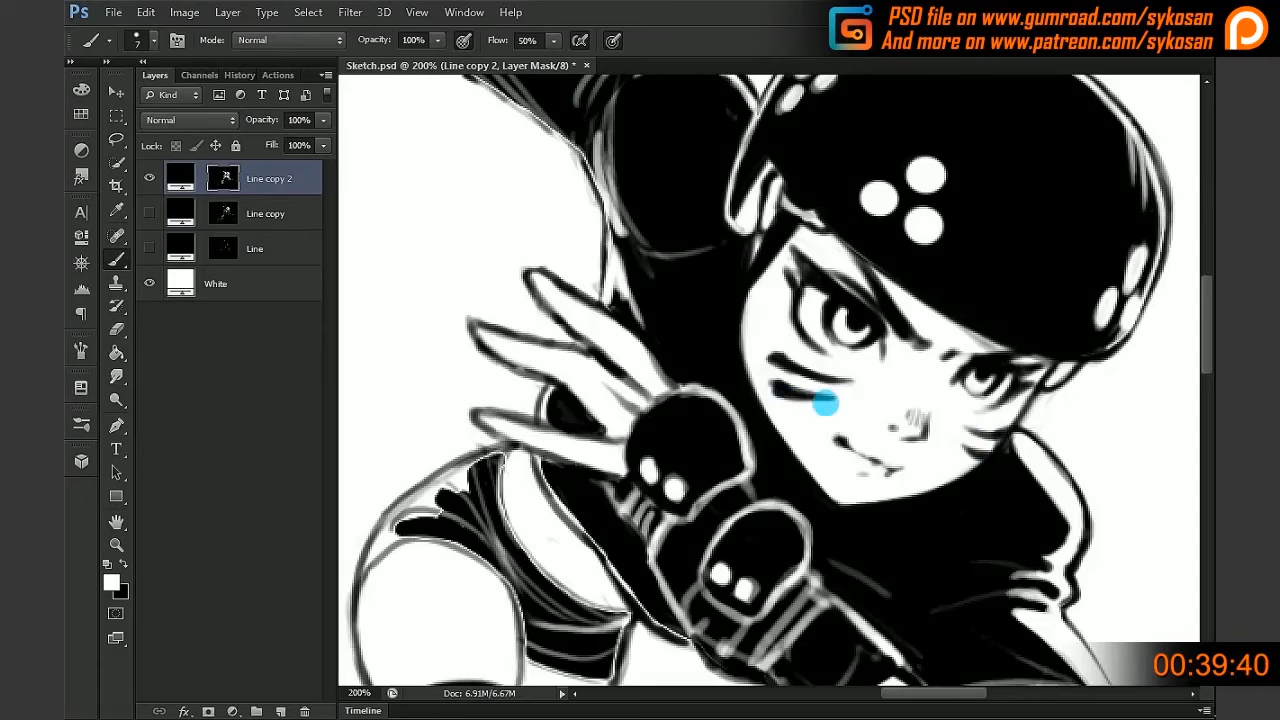 Ps File Edit Image Layer Type Select Filter 3D View Window Help
PSD file on www.gumroad.com/sykosan
And more on www.patreon.com/sykosan
7 Mode: Normal Opacity: 100% Flow: 50%
Layers Channels History Actions
Sketch.psd @ 200% (Line copy 2, Layer Mask/8) * ×
Kind
Normal Opacity: 100%
Lock: Fill: 100%
Line copy 2
Line copy
Line
White
00:39:40
200% Doc: 6.91M/6.67M
Timeline